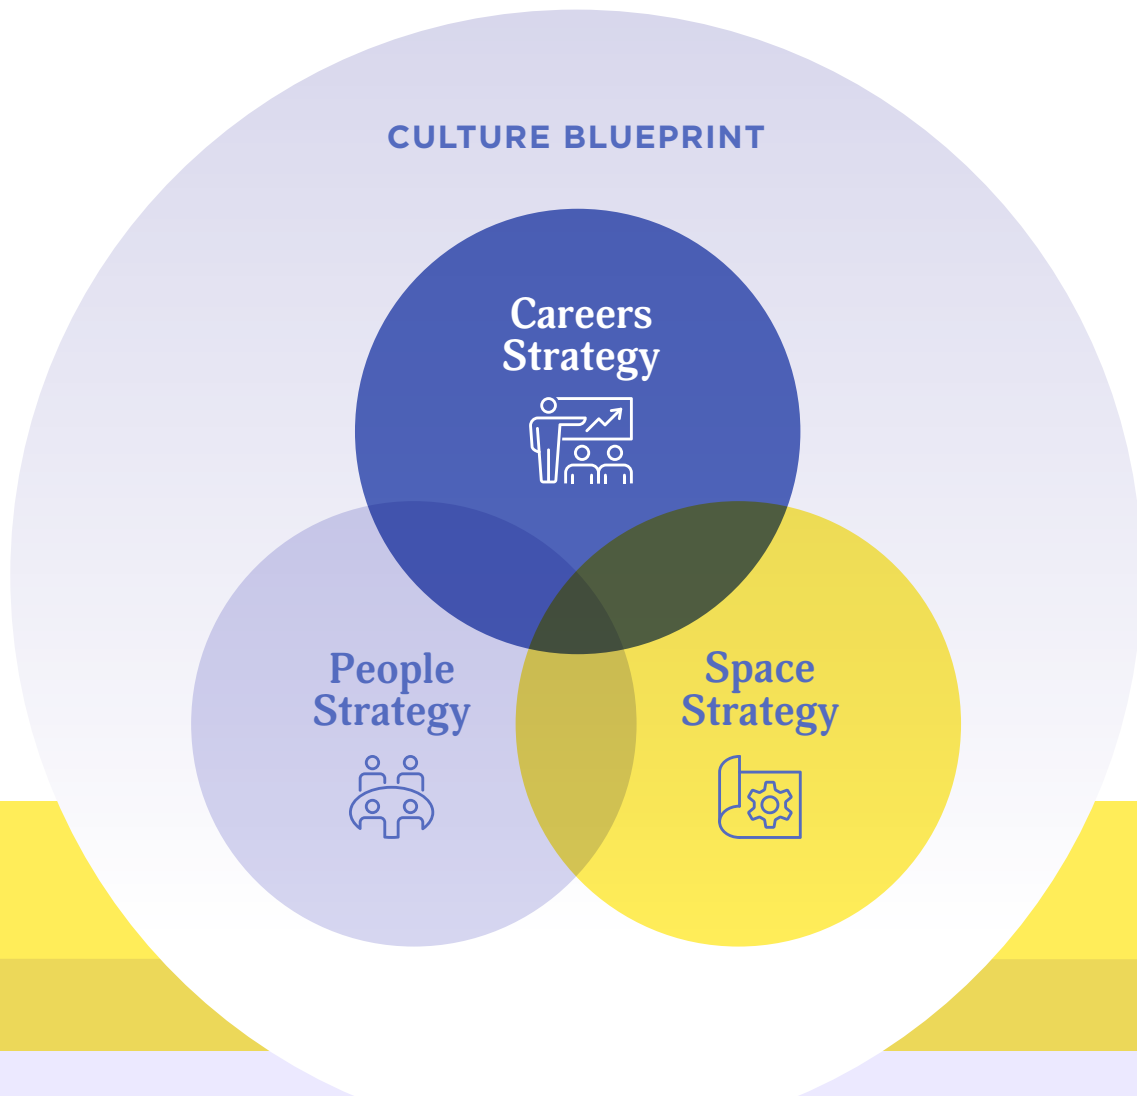 CULTURE BLUEPRINT
Careers
Strategy
People
Strategy
Space
Strategy